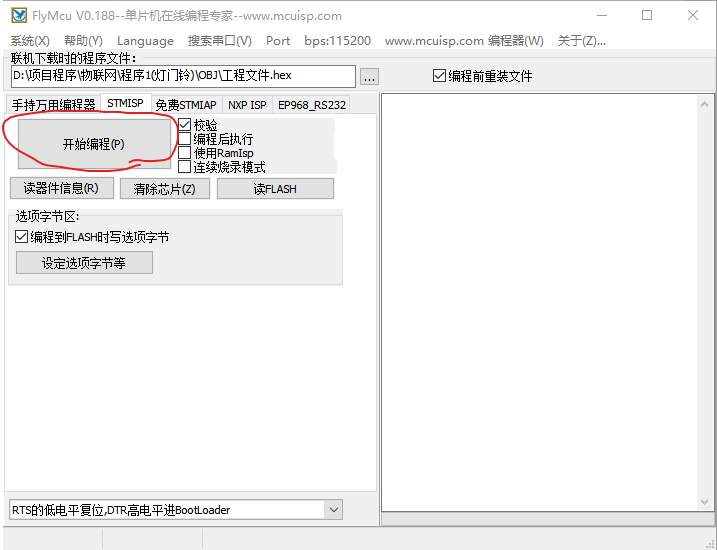 FlyMcu V0.188--单片机在线编程专家--www.mcuisp.com
系统(X) 帮助(Y) Language 搜索串口(V) Port bps:115200 www.mcuisp.com 编程器(W) 关于(Z)...
联机下载时的程序文件:
D:\项目程序\物联网\程序1(灯门铃)\OBJ\工程文件.hex ... 编程前重装文件
手持万用编程器 STMISP 免费STMIAP NXP ISP EP968_RS232
开始编程(P)
校验
编程后执行
使用RamIsp
连续烧录模式
读器件信息(R) 清除芯片(Z) 读FLASH
选项字节区:
编程到FLASH时写选项字节
设定选项字节等
RTS的低电平复位,DTR高电平进BootLoader